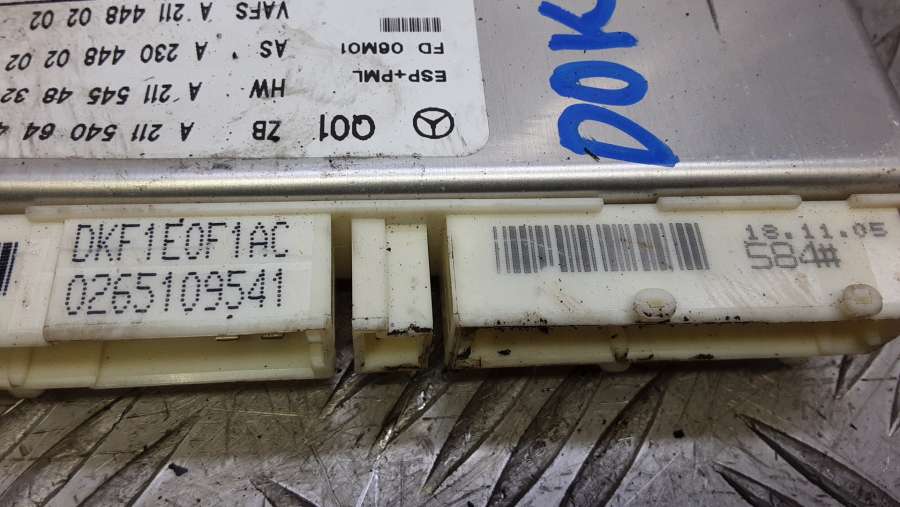 ZB A 211 540 64 4
Q01
HW A 211 545 48 32
AS A 230 448 02 02
VAFS A 211 448 02 02
ESP+PML
FD 06M01
DOK
DKF1E0F1AC
0265109541
18.11.05
584#